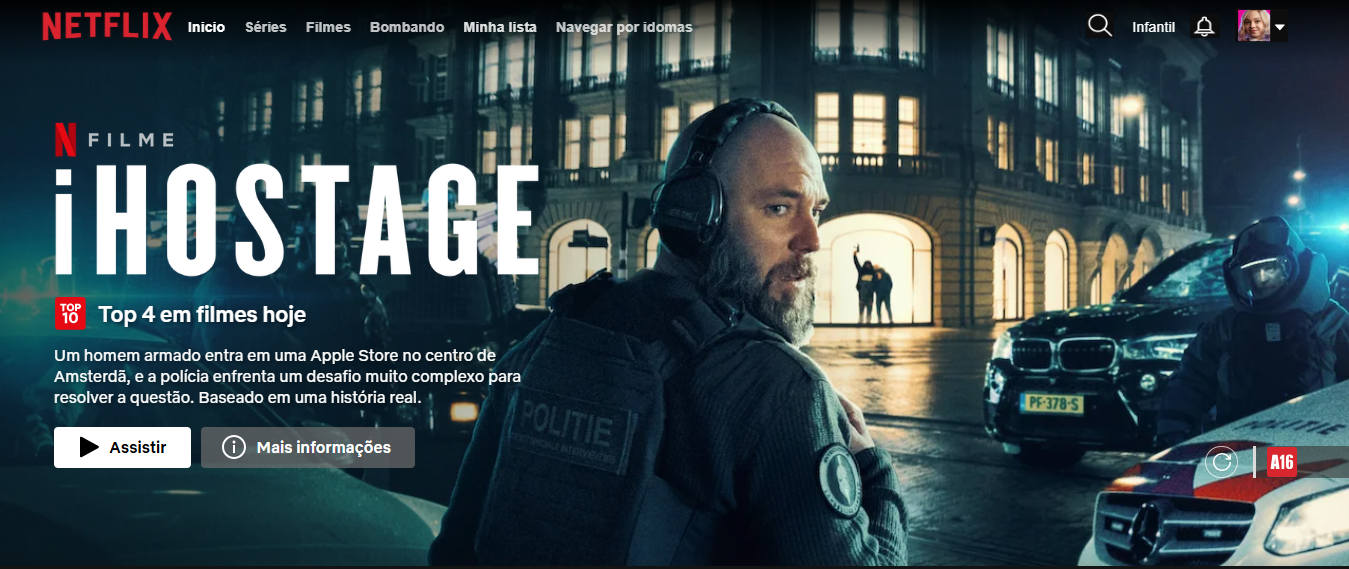 NETFLIX
Início Séries Filmes Bombando Minha lista Navegar por idomas
Infantil
N FILME
iHOSTAGE
TOP 10 Top 4 em filmes hoje
Um homem armado entra em uma Apple Store no centro de
Amsterdã, e a polícia enfrenta um desafio muito complexo para
resolver a questão. Baseado em uma história real.
Assistir
Mais informações
POLITIE
PF-378-S
POLITIE
A16